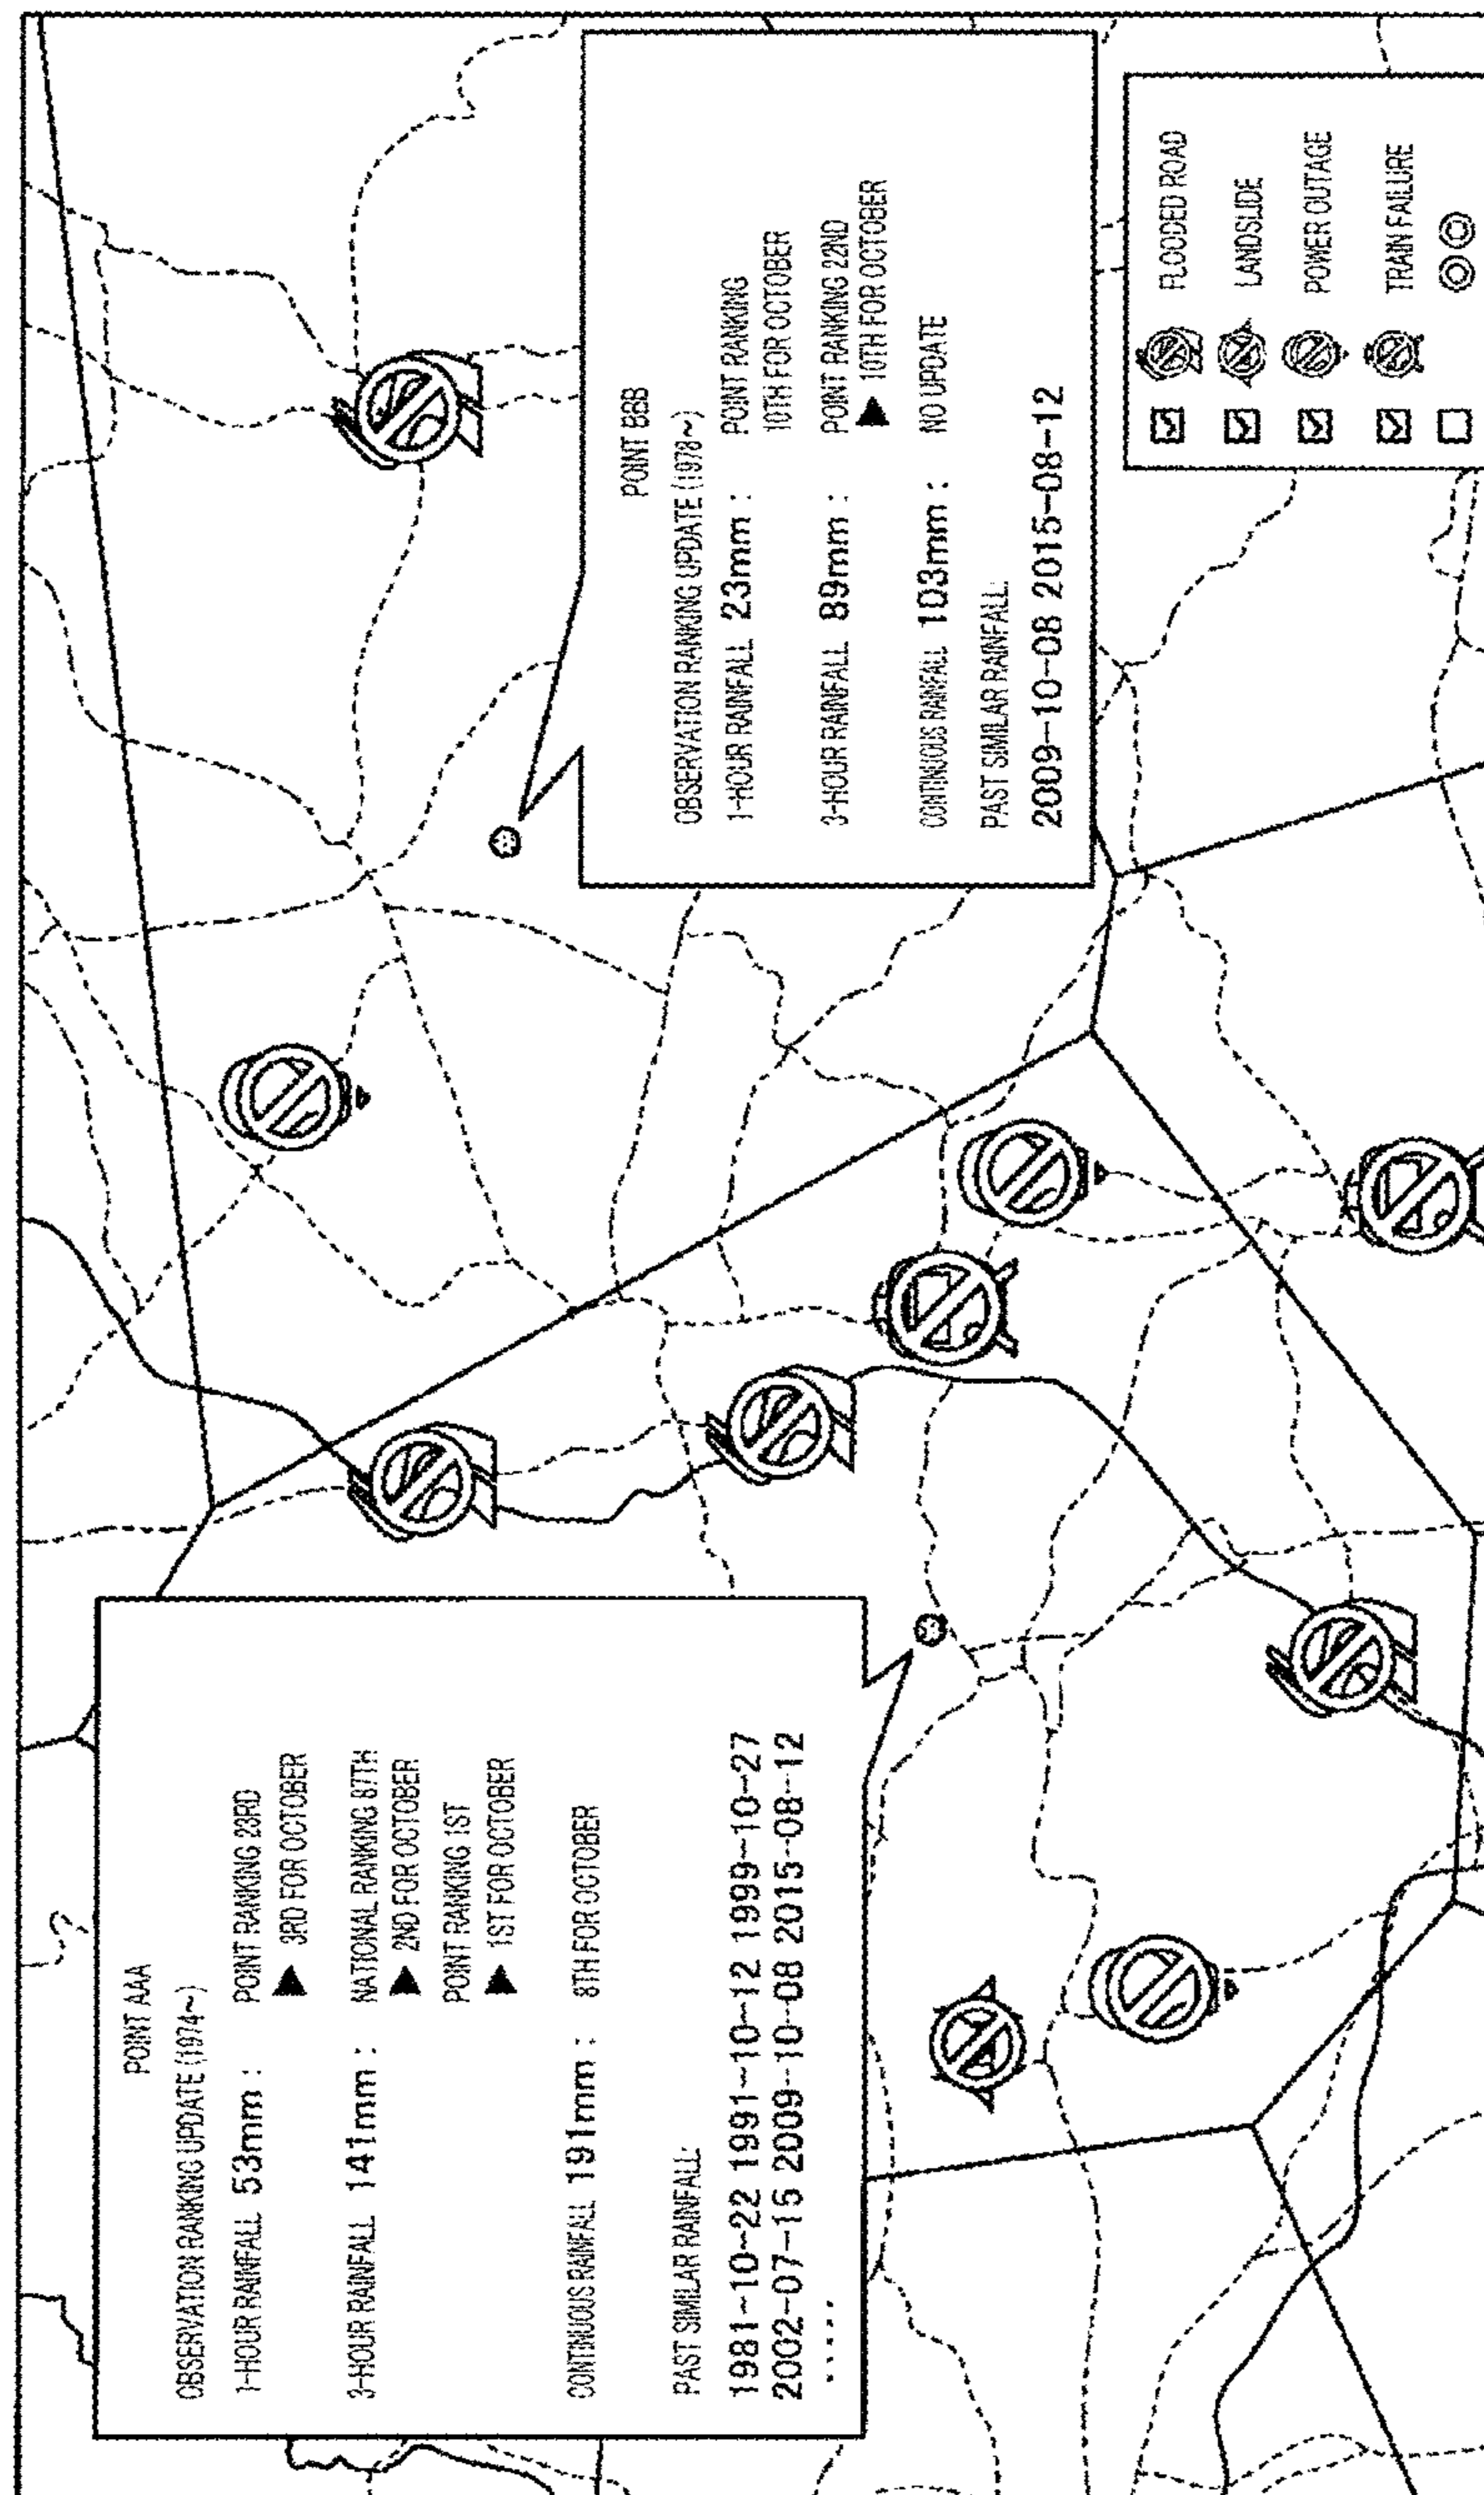 POINT AAA
OBSERVATION RANKING UPDATE (1974~)
1-HOUR RAINFALL 53mm : POINT RANKING 23RD
▲ 3RD FOR OCTOBER
3-HOUR RAINFALL 141mm : NATIONAL RANKING 87TH
▲ 2ND FOR OCTOBER
POINT RANKING 1ST
▲ 1ST FOR OCTOBER
CONTINUOUS RAINFALL 191mm : 8TH FOR OCTOBER
PAST SIMILAR RAINFALL:
1981-10-22 1991-10-12 1999-10-27
2002-07-16 2009-10-08 2015-08-12
.....
POINT BBB
OBSERVATION RANKING UPDATE (1978~)
1-HOUR RAINFALL 23mm : POINT RANKING
10TH FOR OCTOBER
3-HOUR RAINFALL 89mm : POINT RANKING 22ND
▲ 10TH FOR OCTOBER
CONTINUOUS RAINFALL 103mm : NO UPDATE
PAST SIMILAR RAINFALL:
2009-10-08 2015-08-12
FLOODED ROAD
LANDSLIDE
POWER OUTAGE
TRAIN FAILURE
◎◎